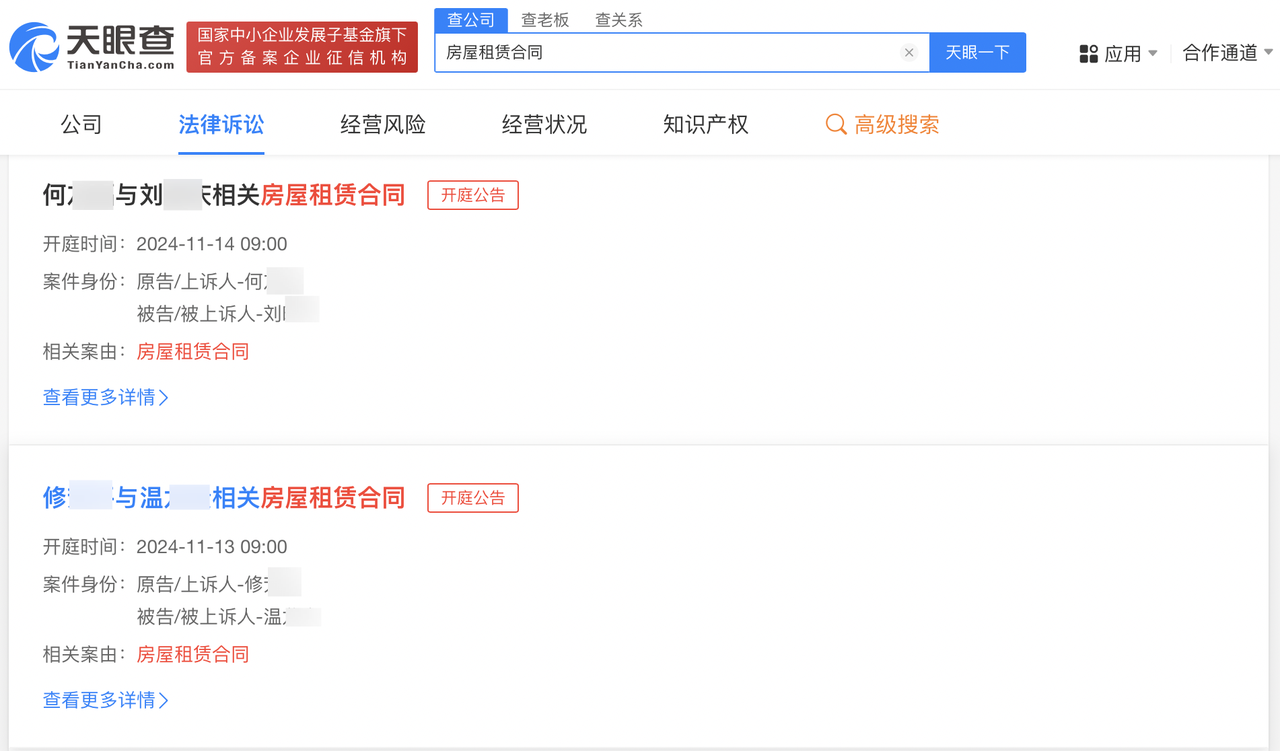 天眼查
TianYanCha.com
国家中小企业发展子基金旗下
官方备案企业征信机构
查公司 查老板 查关系
房屋租赁合同
天眼一下
应用
合作通道
公司 法律诉讼 经营风险 经营状况 知识产权 高级搜索
何 与刘 相关房屋租赁合同 开庭公告
开庭时间：2024-11-14 09:00
案件身份：原告/上诉人-何
被告/被上诉人-刘
相关案由：房屋租赁合同
查看更多详情
修 与温 相关房屋租赁合同 开庭公告
开庭时间：2024-11-13 09:00
案件身份：原告/上诉人-修
被告/被上诉人-温
相关案由：房屋租赁合同
查看更多详情